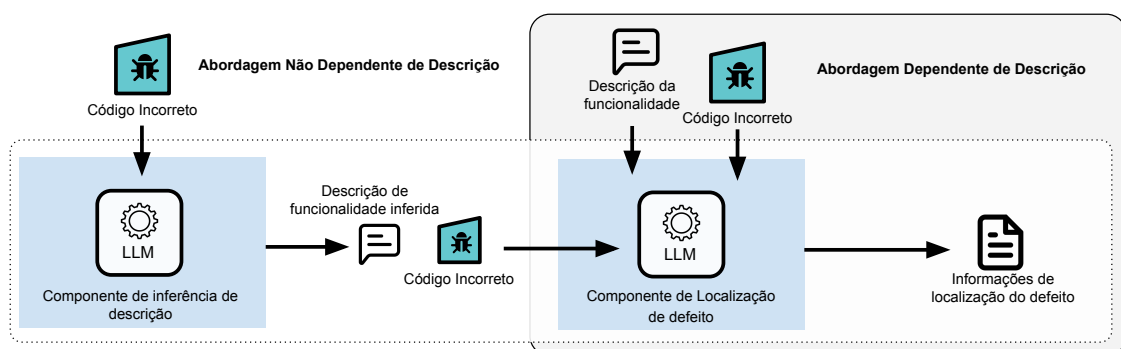 Abordagem Não Dependente de Descrição
Código Incorreto
Descrição da
funcionalidade
Código Incorreto
Abordagem Dependente de Descrição
LLM
Componente de inferência de
descrição
Descrição de
funcionalidade inferida
Código Incorreto
LLM
Componente de Localização
de defeito
Informações de
localização do defeito